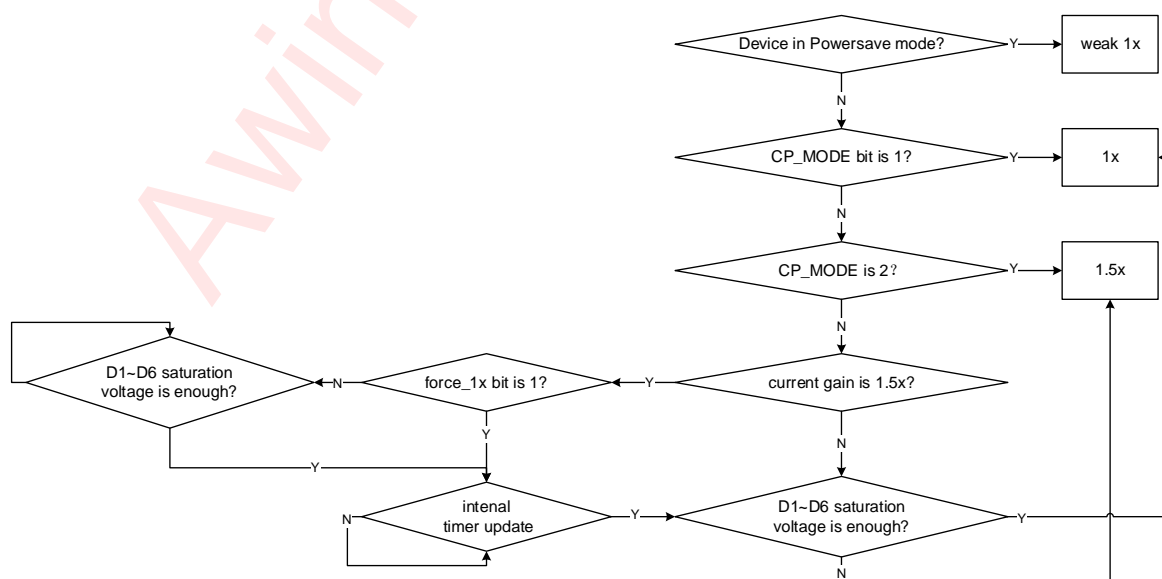 Device in Powersave mode?
Y
weak 1x
N
CP_MODE bit is 1?
Y
1x
N
CP_MODE is 2?
Y
1.5x
N
D1~D6 saturation
voltage is enough?
N
force_1x bit is 1?
Y
current gain is 1.5x?
Y
N
Y
intenal
timer update
N
Y
D1~D6 saturation
voltage is enough?
Y
N